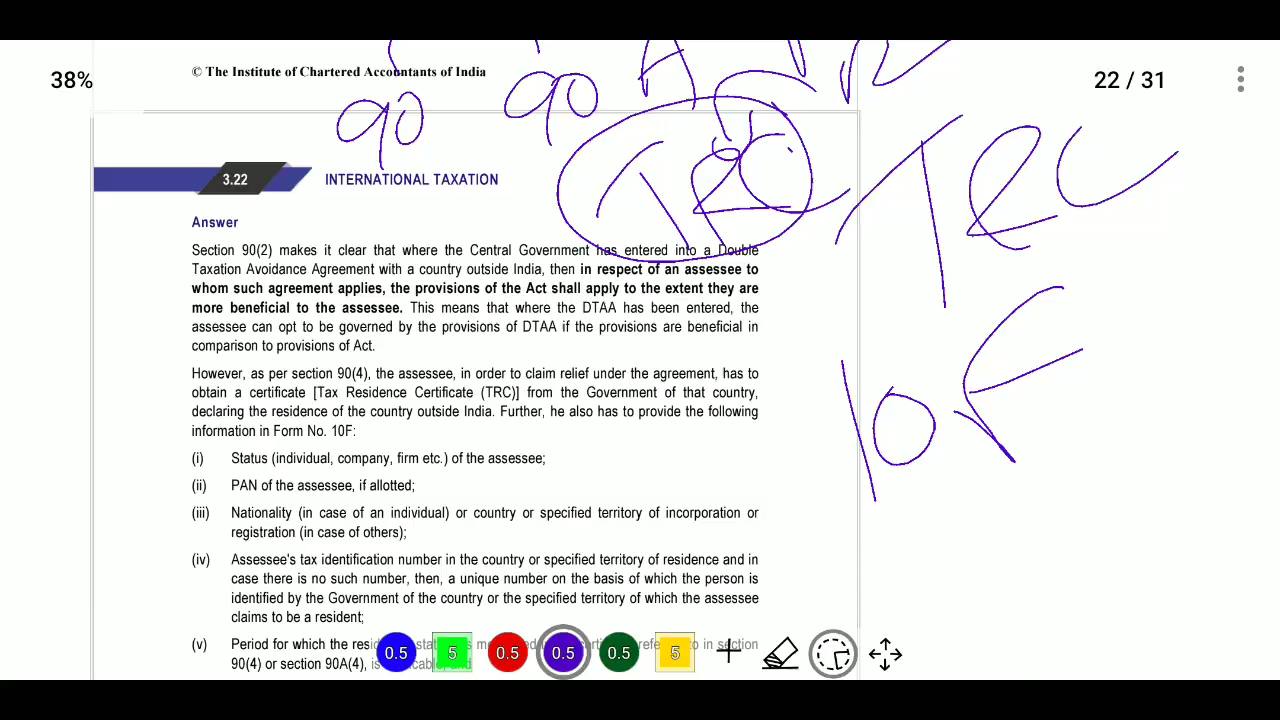 38%
22 / 31
© The Institute of Chartered Accountants of India
90
90
A
TRC
TRC
3.22
INTERNATIONAL TAXATION
Answer
Section 90(2) makes it clear that where the Central Government has entered into a Double
Taxation Avoidance Agreement with a country outside India, then in respect of an assessee to
whom such agreement applies, the provisions of the Act shall apply to the extent they are
more beneficial to the assessee. This means that where the DTAA has been entered, the
assessee can opt to be governed by the provisions of DTAA if the provisions are beneficial in
comparison to provisions of Act.
However, as per section 90(4), the assessee, in order to claim relief under the agreement, has to
obtain a certificate [Tax Residence Certificate (TRC)] from the Government of that country,
declaring the residence of the country outside India. Further, he also has to provide the following
information in Form No. 10F:
10F
(i) Status (individual, company, firm etc.) of the assessee;
(ii) PAN of the assessee, if allotted;
(iii) Nationality (in case of an individual) or country or specified territory of incorporation or
registration (in case of others);
(iv) Assessee's tax identification number in the country or specified territory of residence and in
case there is no such number, then, a unique number on the basis of which the person is
identified by the Government of the country or the specified territory of which the assessee
claims to be a resident;
(v) Period for which the in section
90(4) or section 90A(4),
0.5 5 0.5 0.5 0.5 5